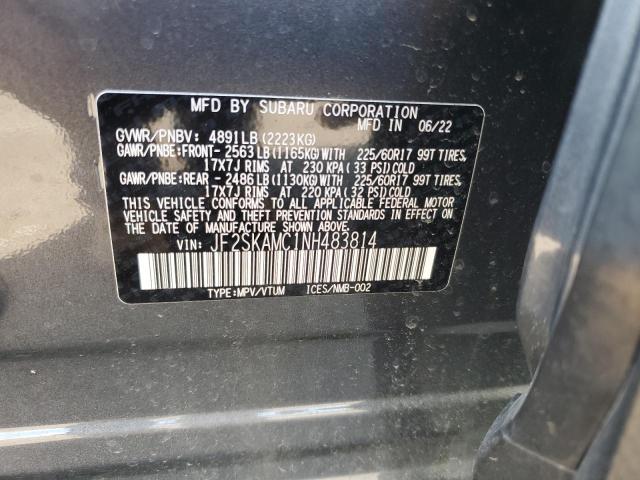 MFD BY SUBARU CORPORATION
MFD IN 06/22
GVWR/PNBV: 4891LB (2223KG)
GAWR/PNBE:FRONT-2563LB(1165KG)WITH 225/60R17 99T TIRES,
17X7J RIMS AT 230 KPA (33 PSI)COLD
GAWR/PNBE:REAR -2486LB(1130KG)WITH 225/60R17 99T TIRES,
17X7J RIMS AT 220 KPA (32 PSI)COLD
THIS VEHICLE CONFORMS TO ALL APPLICABLE FEDERAL MOTOR
VEHICLE SAFETY AND THEFT PREVENTION STANDARDS IN EFFECT ON
THE DATE OF MANUFACTURE SHOWN ABOVE.
VIN: JF2SKAMC1NH483814
TYPE:MPV/VTUM ICES/NMB-002